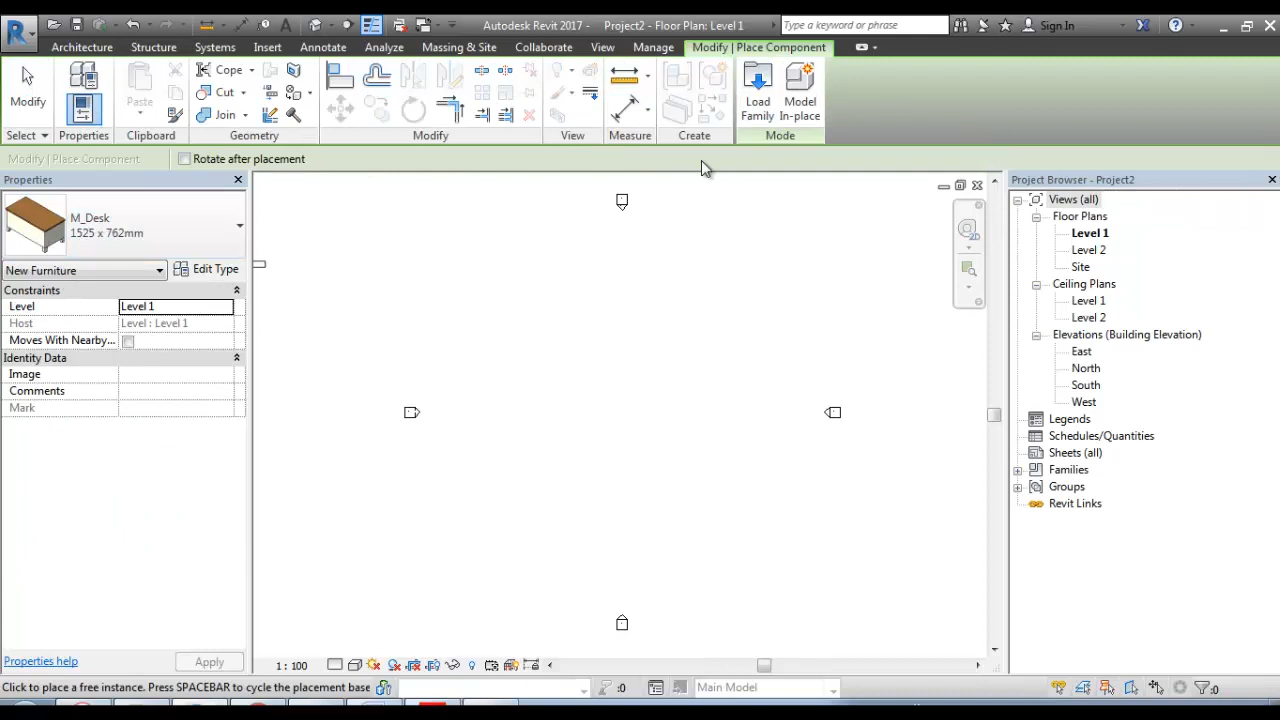 Autodesk Revit 2017 - Project2 - Floor Plan: Level 1
Type a keyword or phrase
Sign In
Architecture Structure Systems Insert Annotate Analyze Massing & Site Collaborate View Manage Modify | Place Component
Modify
Paste
Cope
Cut
Join
Load Family
Model In-place
Select Properties Clipboard Geometry Modify View Measure Create Mode
Modify | Place Component
Rotate after placement
Properties
M_Desk
1525 x 762mm
New Furniture
Edit Type
Constraints
Level Level 1
Host Level : Level 1
Moves With Nearby...
Identity Data
Image
Comments
Mark
Properties help
Apply
2D
1 : 100
Project Browser - Project2
Views (all)
Floor Plans
Level 1
Level 2
Site
Ceiling Plans
Level 1
Level 2
Elevations (Building Elevation)
East
North
South
West
Legends
Schedules/Quantities
Sheets (all)
Families
Groups
Revit Links
Click to place a free instance. Press SPACEBAR to cycle the placement base
:0
Main Model
:0